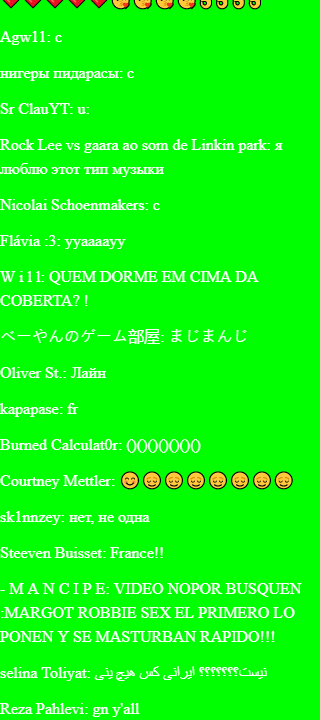 ❤❤❤❤❤😘😘😘😘
Agw11: c
нигеры пидарасы: c
Sr ClauYT: u:
Rock Lee vs gaara ao som de Linkin park: я
люблю этот тип музыки
Nicolai Schoenmakers: c
Flávia :3: yyaaaayy
W i 1 1: QUEM DORME EM CIMA DA
COBERTA? !
べーやんのゲーム部屋: まじまんじ
Oliver St.: Лайн
kapapase: fr
Burned Calculat0r: ()()()()()()()
Courtney Mettler: 😊😌😌😌😌😌😌😌
sk1nnzey: нет, не одна
Steeven Buisset: France!!
- M A N C I P E: VIDEO NOPOR BUSQUEN
:MARGOT ROBBIE SEX EL PRIMERO LO
PONEN Y SE MASTURBAN RAPIDO!!!
selina Toliyat: ایرانی کس هیچ ینی ؟؟؟؟؟؟؟نیست
Reza Pahlevi: gn y'all